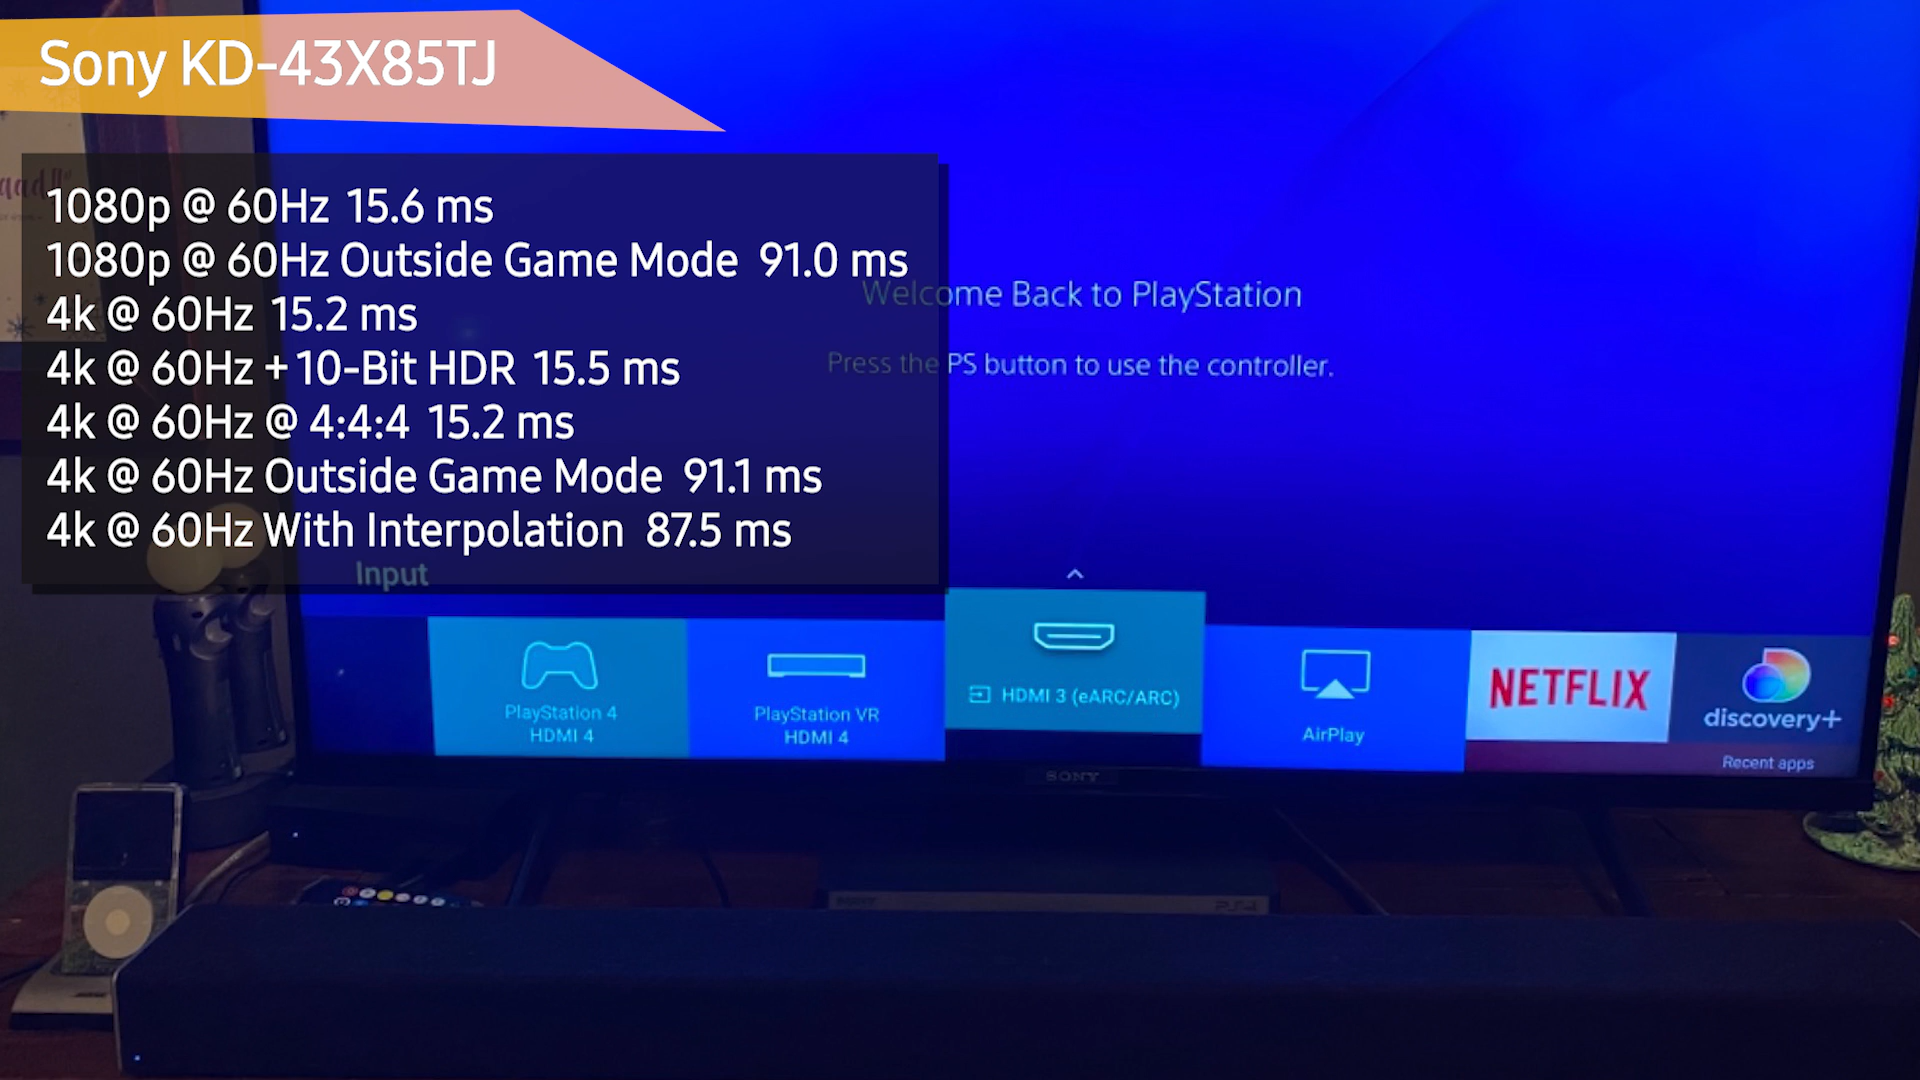 Sony KD-43X85TJ
1080p @ 60Hz 15.6 ms
1080p @ 60Hz Outside Game Mode 91.0 ms
4k @ 60Hz 15.2 ms
4k @ 60Hz + 10-Bit HDR 15.5 ms
4k @ 60Hz @ 4:4:4 15.2 ms
4k @ 60Hz Outside Game Mode 91.1 ms
4k @ 60Hz With Interpolation 87.5 ms
Welcome Back to PlayStation
Press the PS button to use the controller.
Input
PlayStation 4
HDMI 4
PlayStation VR
HDMI 4
HDMI 3 (eARC/ARC)
AirPlay
NETFLIX
discovery+
Recent apps
SONY
SONY
PS4